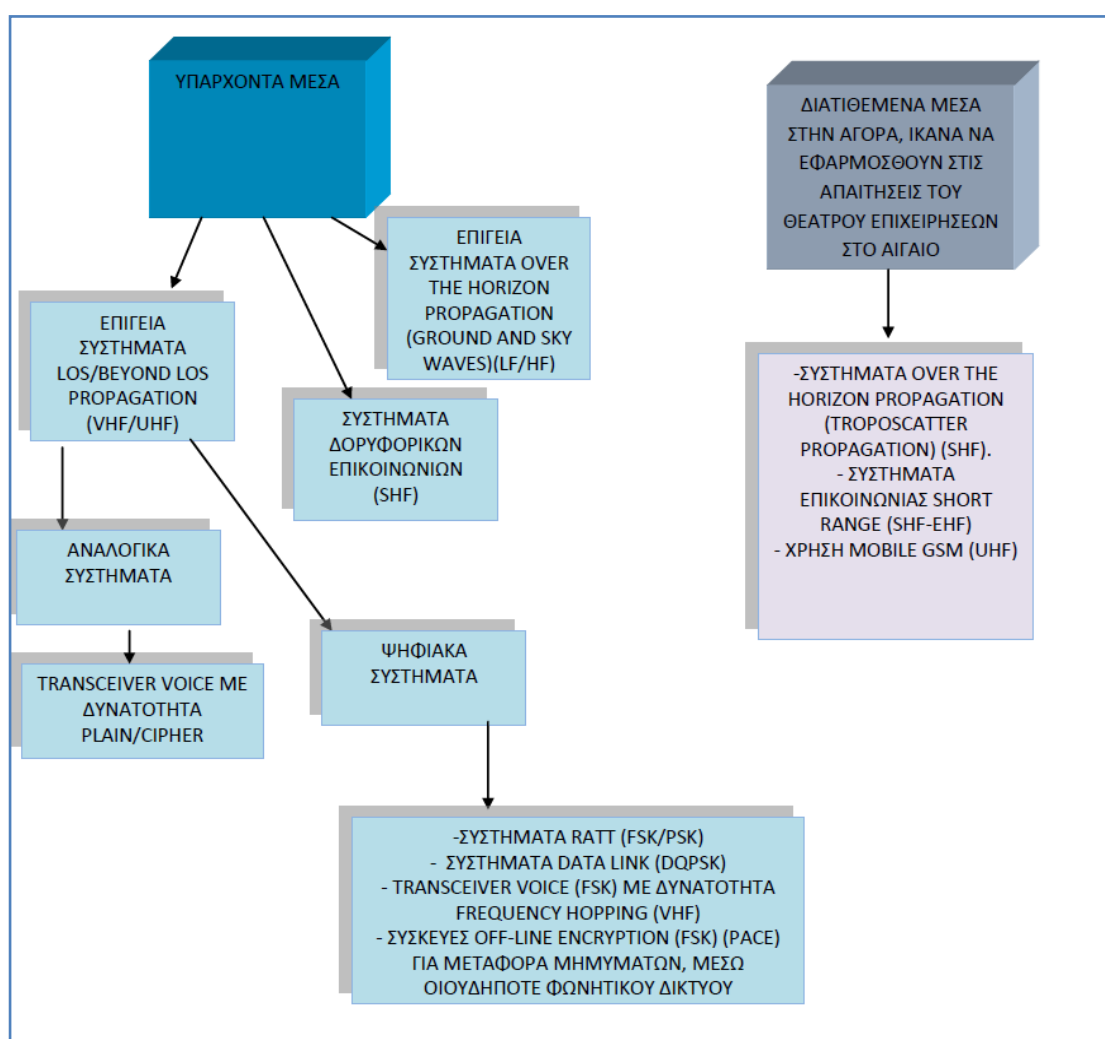 ΥΠΑΡΧΟΝΤΑ ΜΕΣΑ
ΔΙΑΤΙΘΕΜΕΝΑ ΜΕΣΑ
ΣΤΗΝ ΑΓΟΡΑ, ΙΚΑΝΑ ΝΑ
ΕΦΑΡΜΟΣΘΟΥΝ ΣΤΙΣ
ΑΠΑΙΤΗΣΕΙΣ ΤΟΥ
ΘΕΑΤΡΟΥ ΕΠΙΧΕΙΡΗΣΕΩΝ
ΣΤΟ ΑΙΓΑΙΟ
ΕΠΙΓΕΙΑ
ΣΥΣΤΗΜΑΤΑ OVER
THE HORIZON
PROPAGATION
(GROUND AND SKY
WAVES)(LF/HF)
ΕΠΙΓΕΙΑ
ΣΥΣΤΗΜΑΤΑ
LOS/BEYOND LOS
PROPAGATION
(VHF/UHF)
ΣΥΣΤΗΜΑΤΑ
ΔΟΡΥΦΟΡΙΚΩΝ
ΕΠΙΚΟΙΝΩΝΙΩΝ
(SHF)
-ΣΥΣΤΗΜΑΤΑ OVER THE
HORIZON PROPAGATION
(TROPOSCATTER
PROPAGATION) (SHF).
- ΣΥΣΤΗΜΑΤΑ
ΕΠΙΚΟΙΝΩΝΙΑΣ SHORT
RANGE (SHF-EHF)
- ΧΡΗΣΗ MOBILE GSM (UHF)
ΑΝΑΛΟΓΙΚΑ
ΣΥΣΤΗΜΑΤΑ
ΨΗΦΙΑΚΑ
ΣΥΣΤΗΜΑΤΑ
TRANSCEIVER VOICE ΜΕ
ΔΥΝΑΤΟΤΗΤΑ
PLAIN/CIPHER
-ΣΥΣΤΗΜΑΤΑ RATT (FSK/PSK)
- ΣΥΣΤΗΜΑΤΑ DATA LINK (DQPSK)
- TRANSCEIVER VOICE (FSK) ΜΕ ΔΥΝΑΤΟΤΗΤΑ
FREQUENCY HOPPING (VHF)
- ΣΥΣΚΕΥΕΣ OFF-LINE ENCRYPTION (FSK) (PACE)
ΓΙΑ ΜΕΤΑΦΟΡΑ ΜΗΜΥΜΑΤΩΝ, ΜΕΣΩ
ΟΙΟΥΔΗΠΟΤΕ ΦΩΝΗΤΙΚΟΥ ΔΙΚΤΥΟΥ